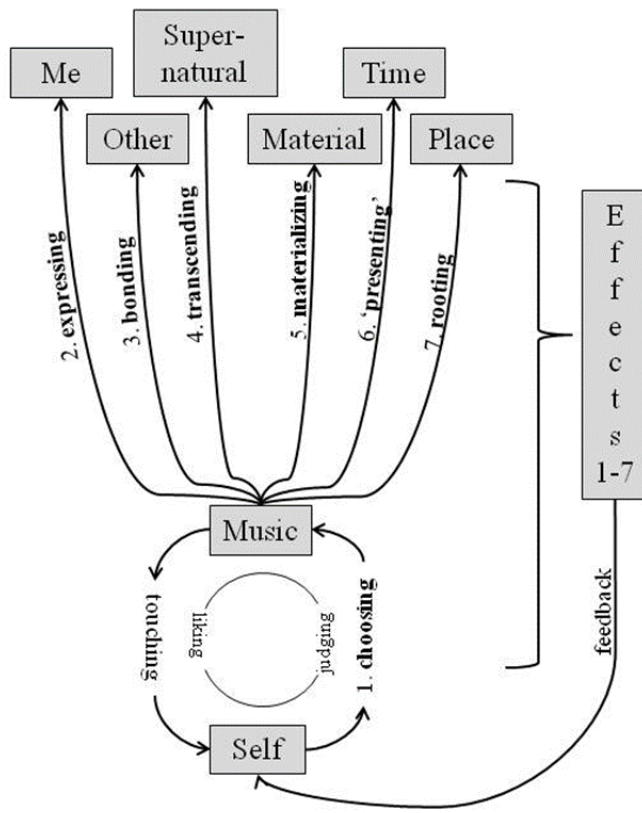 Super-
natural
Me
Time
Other
Material
Place
2. expressing
3. bonding
4. transcending
5. materializing
6. ‘presenting’
7. rooting
E
f
f
e
c
t
s
1-7
Music
touching
liking
judging
1. choosing
feedback
Self